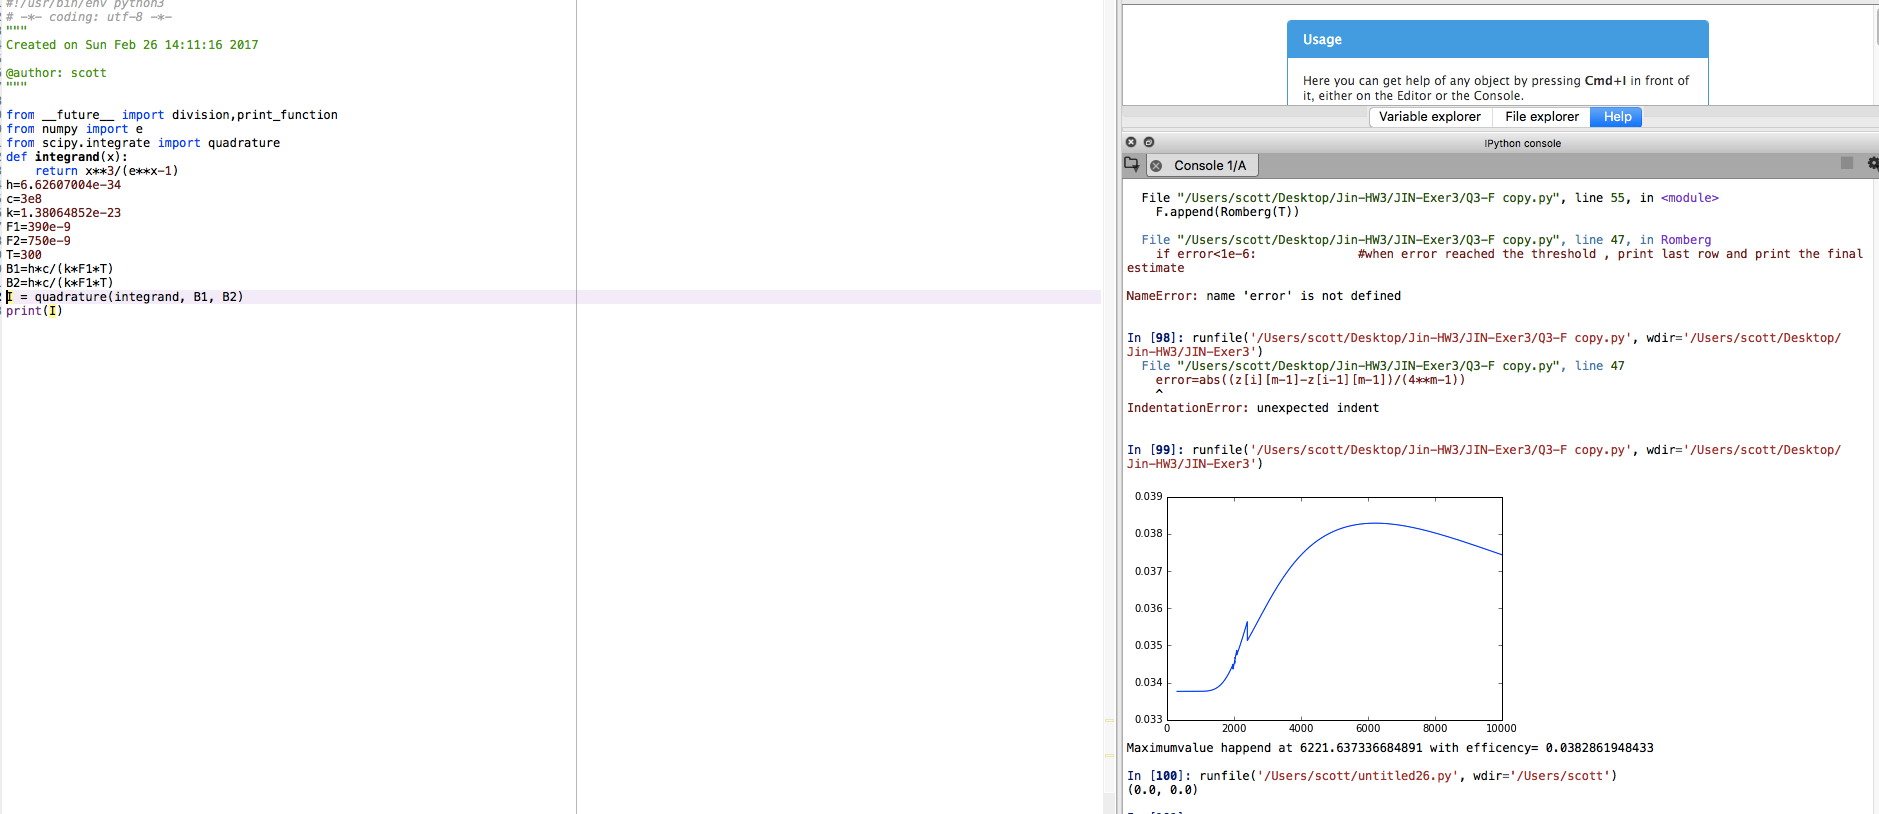 #!/usr/bin/env python3
# -*- coding: utf-8 -*-
"""
Created on Sun Feb 26 14:11:16 2017
@author: scott
"""
from __future__ import division,print_function
from numpy import e
from scipy.integrate import quadrature
def integrand(x):
    return x**3/(e**x-1)
h=6.62607004e-34
c=3e8
k=1.38064852e-23
F1=390e-9
F2=750e-9
T=300
B1=h*c/(k*F1*T)
B2=h*c/(k*F1*T)
I = quadrature(integrand, B1, B2)
print(I)
Usage
Here you can get help of any object by pressing Cmd+I in front of
it, either on the Editor or the Console.
Variable explorer File explorer Help
IPython console
Console 1/A
  File "/Users/scott/Desktop/Jin-HW3/JIN-Exer3/Q3-F copy.py", line 55, in <module>
    F.append(Romberg(T))
  File "/Users/scott/Desktop/Jin-HW3/JIN-Exer3/Q3-F copy.py", line 47, in Romberg
    if error<1e-6:              #when error reached the threshold , print last row and print the final
estimate
NameError: name 'error' is not defined
In [98]: runfile('/Users/scott/Desktop/Jin-HW3/JIN-Exer3/Q3-F copy.py', wdir='/Users/scott/Desktop/
Jin-HW3/JIN-Exer3')
  File "/Users/scott/Desktop/Jin-HW3/JIN-Exer3/Q3-F copy.py", line 47
    error=abs((z[i][m-1]-z[i-1][m-1])/(4**m-1))
    ^
IndentationError: unexpected indent
In [99]: runfile('/Users/scott/Desktop/Jin-HW3/JIN-Exer3/Q3-F copy.py', wdir='/Users/scott/Desktop/
Jin-HW3/JIN-Exer3')
0.039
0.038
0.037
0.036
0.035
0.034
0.033
0 2000 4000 6000 8000 10000
Maximumvalue happend at 6221.637336684891 with efficency= 0.0382861948433
In [100]: runfile('/Users/scott/untitled26.py', wdir='/Users/scott')
(0.0, 0.0)